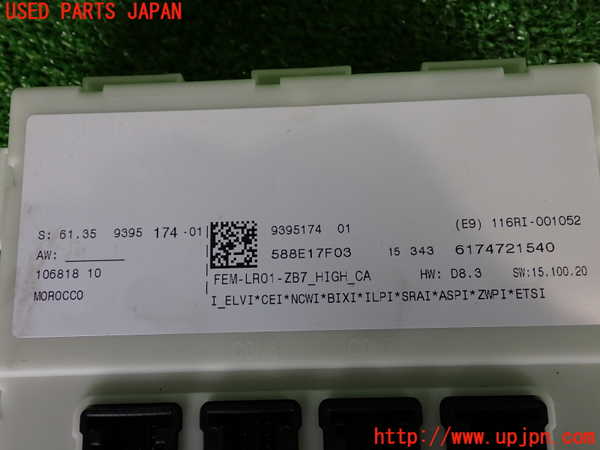 USED PARTS JAPAN
S: 61.35 9395 174-01
9395174 01
(E9) 116RI-001052
AW:
588E17F03 15 343 6174721540
106818 10
FEM-LR01-ZB7_HIGH_CA HW: D8.3 SW:15.100.20
MOROCCO
I_ELVI*CEI*NCWI*BIXI*ILPI*SRAI*ASPI*ZWPI*ETSI
http://www.upjpn.com/